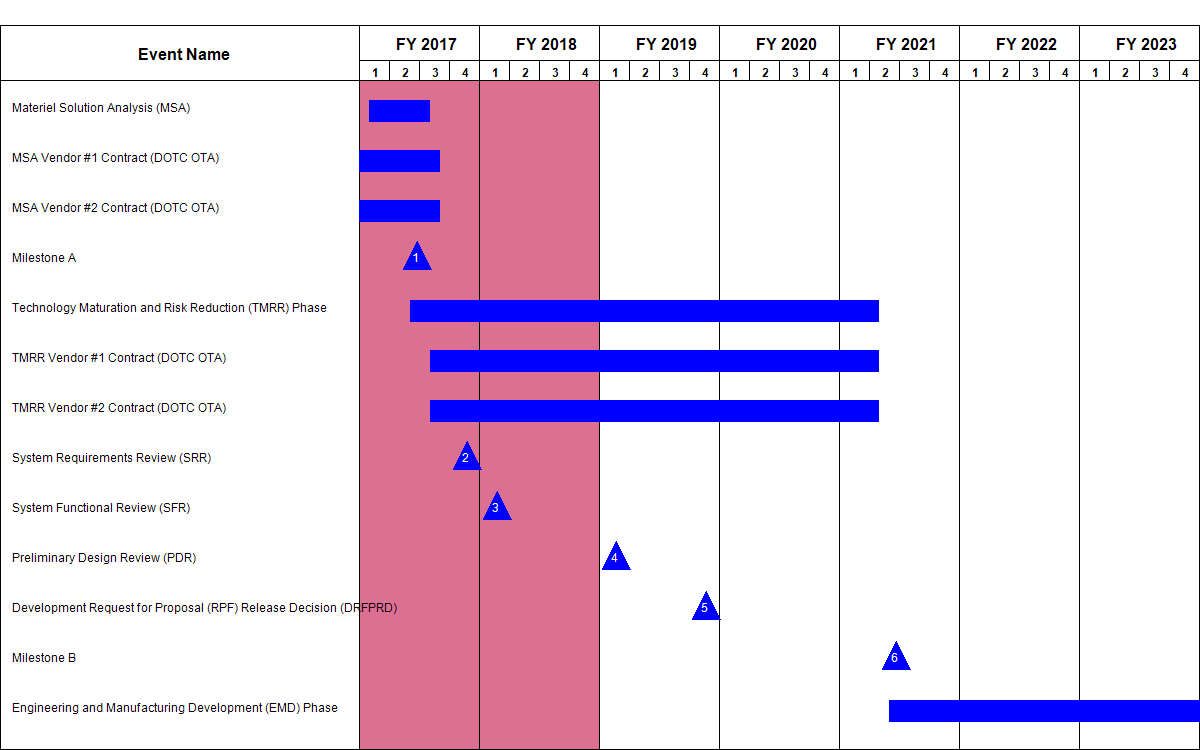 Event Name FY 2017 FY 2018 FY 2019 FY 2020 FY 2021 FY 2022 FY 2023
1 2 3 4 1 2 3 4 1 2 3 4 1 2 3 4 1 2 3 4 1 2 3 4 1 2 3 4
Materiel Solution Analysis (MSA)
MSA Vendor #1 Contract (DOTC OTA)
MSA Vendor #2 Contract (DOTC OTA)
Milestone A 1
Technology Maturation and Risk Reduction (TMRR) Phase
TMRR Vendor #1 Contract (DOTC OTA)
TMRR Vendor #2 Contract (DOTC OTA)
System Requirements Review (SRR) 2
System Functional Review (SFR) 3
Preliminary Design Review (PDR) 4
Development Request for Proposal (RPF) Release Decision (DRFPRD) 5
Milestone B 6
Engineering and Manufacturing Development (EMD) Phase